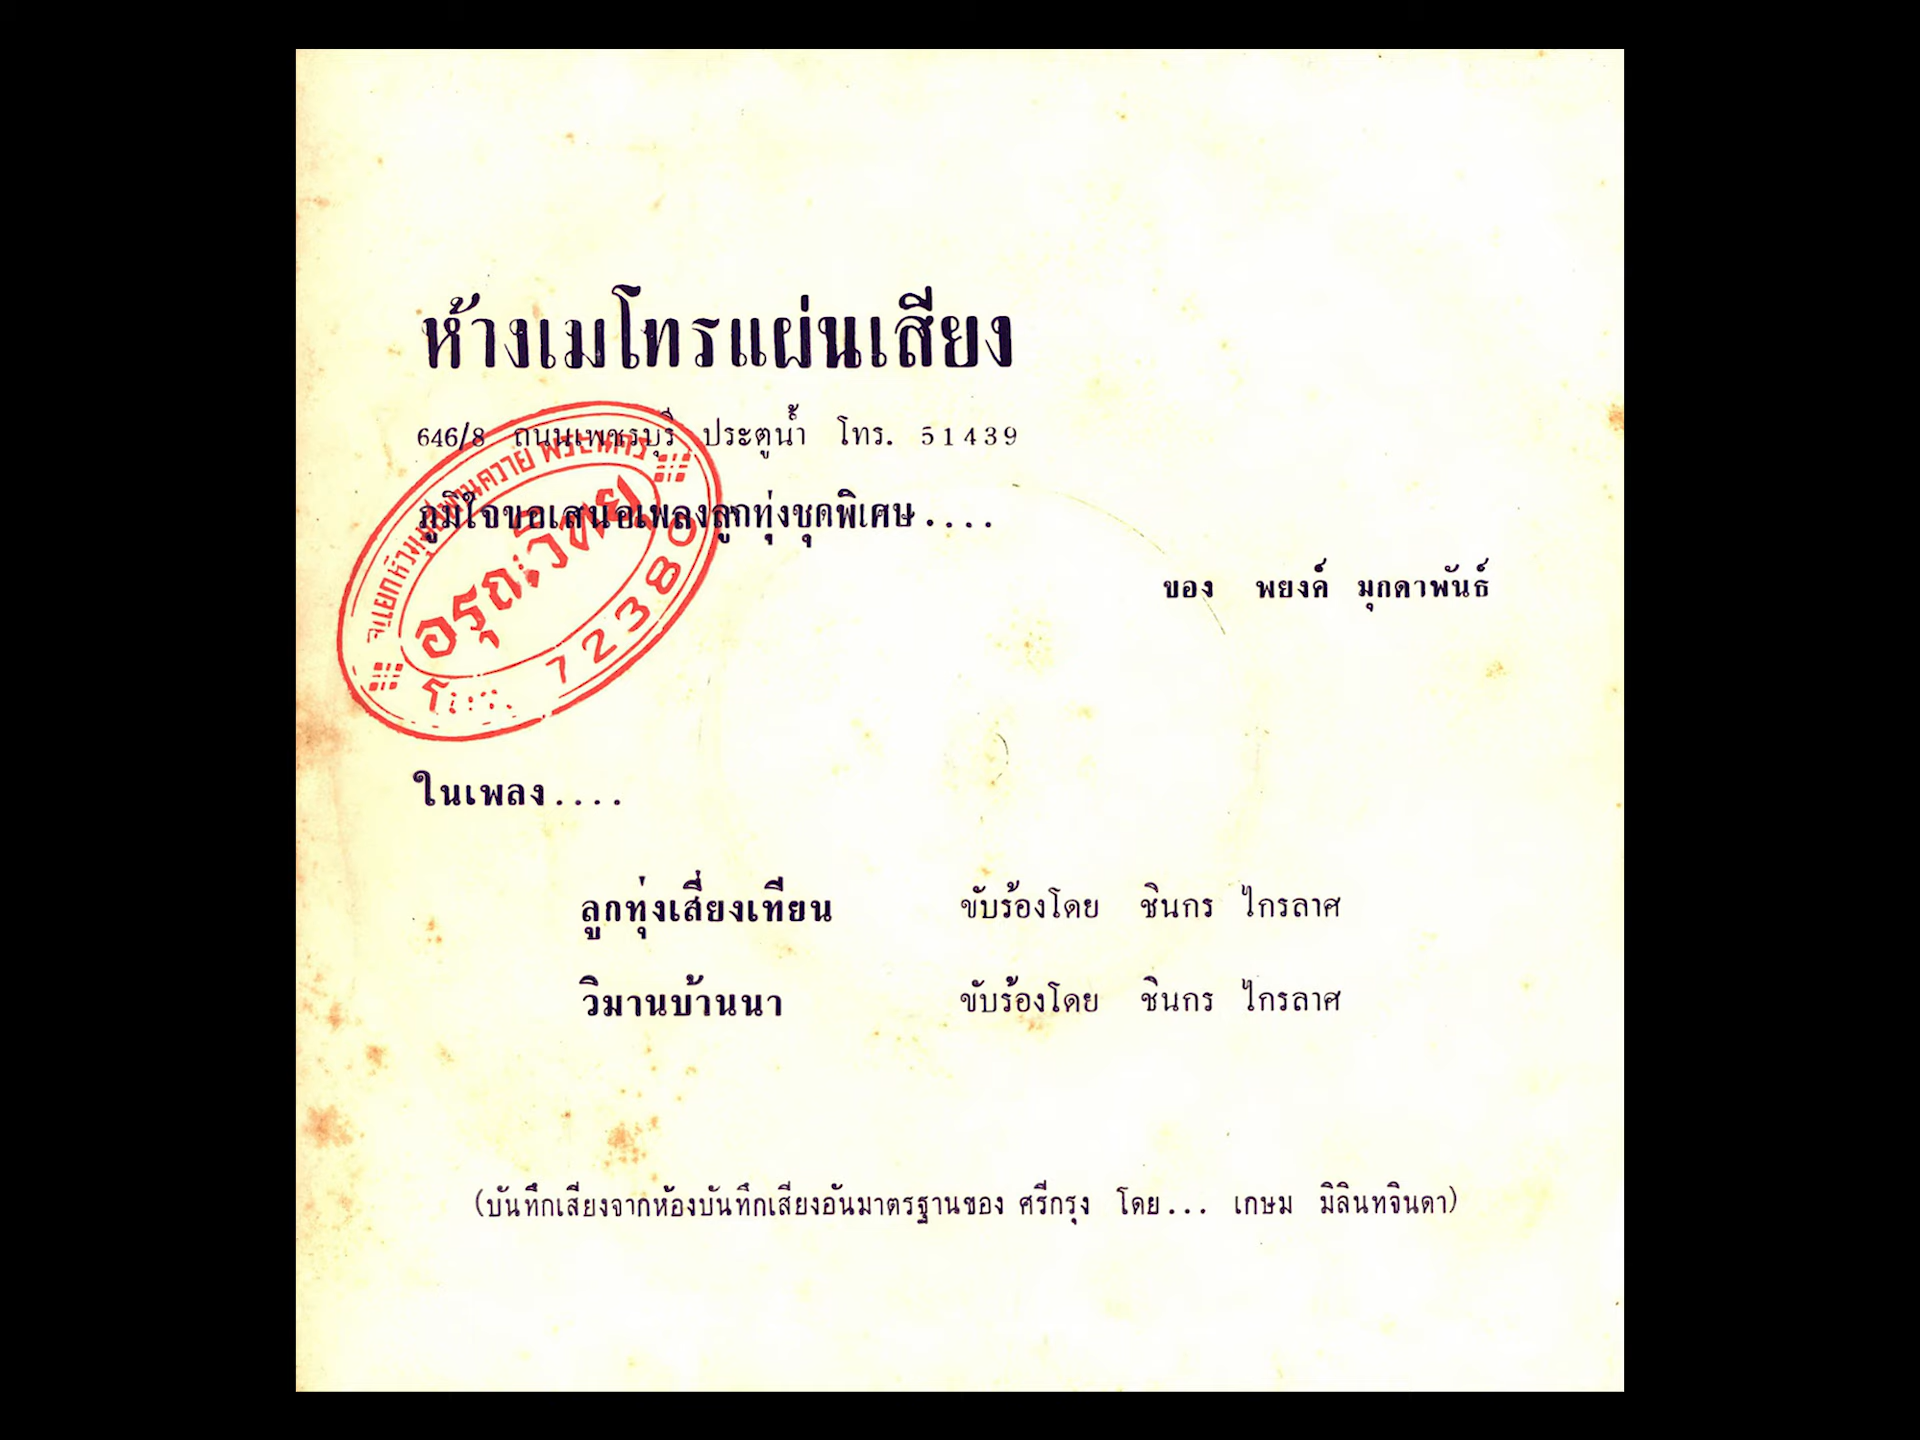 ห้างเมโทรแผ่นเสียง
646/8 ถนนเพชรบุรี ประตูน้ำ โทร. 51439
ภูมิใจขอเสนอเพลงลูกทุ่งชุดพิเศษ....
ของ พยงค์ มุกดาพันธ์
อรุณวิทยุ
โทร. 72380
ในเพลง....
ลูกทุ่งเสี่ยงเทียน ขับร้องโดย ชินกร ไกรลาศ
วิมานบ้านนา ขับร้องโดย ชินกร ไกรลาศ
(บันทึกเสียงจากห้องบันทึกเสียงอันมาตรฐานของ ศรีกรุง โดย... เกษม มิลินทจินดา)